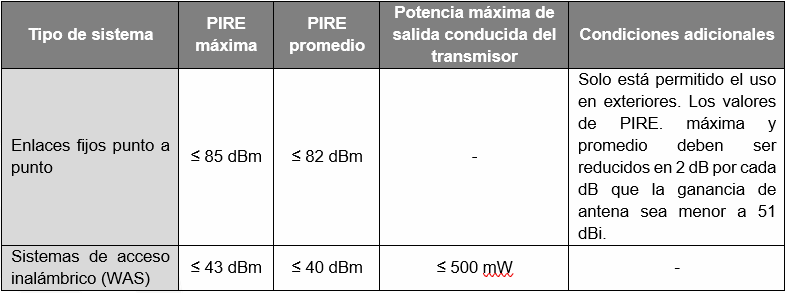 Tipo de sistema
PIRE
máxima
PIRE
promedio
Potencia máxima de
salida conducida del
transmisor
Condiciones adicionales
Enlaces fijos punto a
punto
≤ 85 dBm
≤ 82 dBm
-
Solo está permitido el uso
en exteriores. Los valores
de PIRE. máxima y
promedio deben ser
reducidos en 2 dB por cada
dB que la ganancia de
antena sea menor a 51
dBi.
Sistemas de acceso
inalámbrico (WAS)
≤ 43 dBm
≤ 40 dBm
≤ 500 mW
-